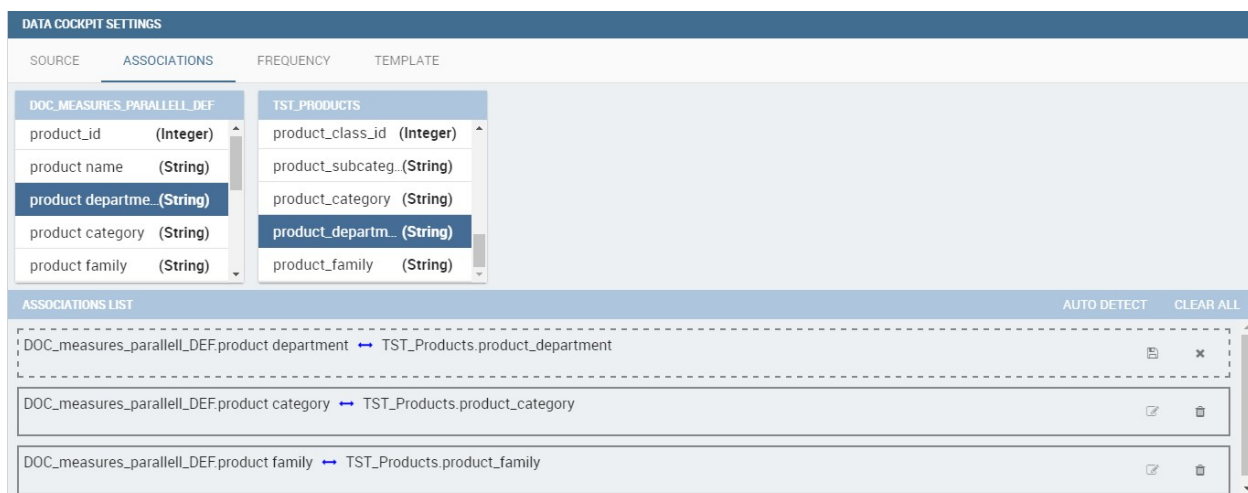 DATA COCKPIT SETTINGS
SOURCE ASSOCIATIONS FREQUENCY TEMPLATE
DOC_MEASURES_PARALLELL_DEF
product_id (Integer)
product name (String)
product departme... (String)
product category (String)
product family (String)
TST_PRODUCTS
product_class_id (Integer)
product_subcateg... (String)
product_category (String)
product_departm... (String)
product_family (String)
ASSOCIATIONS LIST AUTO DETECT CLEAR ALL
DOC_measures_parallell_DEF.product department ↔ TST_Products.product_department
DOC_measures_parallell_DEF.product category ↔ TST_Products.product_category
DOC_measures_parallell_DEF.product family ↔ TST_Products.product_family